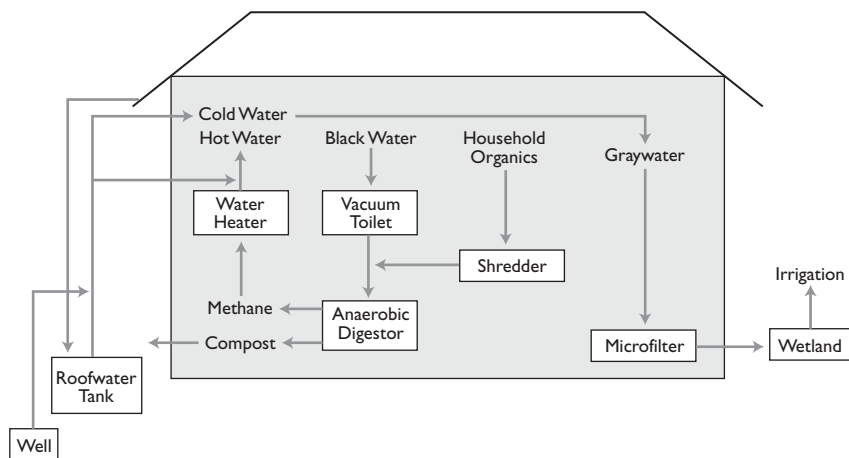 Cold Water
Hot Water
Black Water
Household
Organics
Graywater
Water
Heater
Vacuum
Toilet
Shredder
Irrigation
Methane
Anaerobic
Digestor
Compost
Microfilter
Wetland
Roofwater
Tank
Well